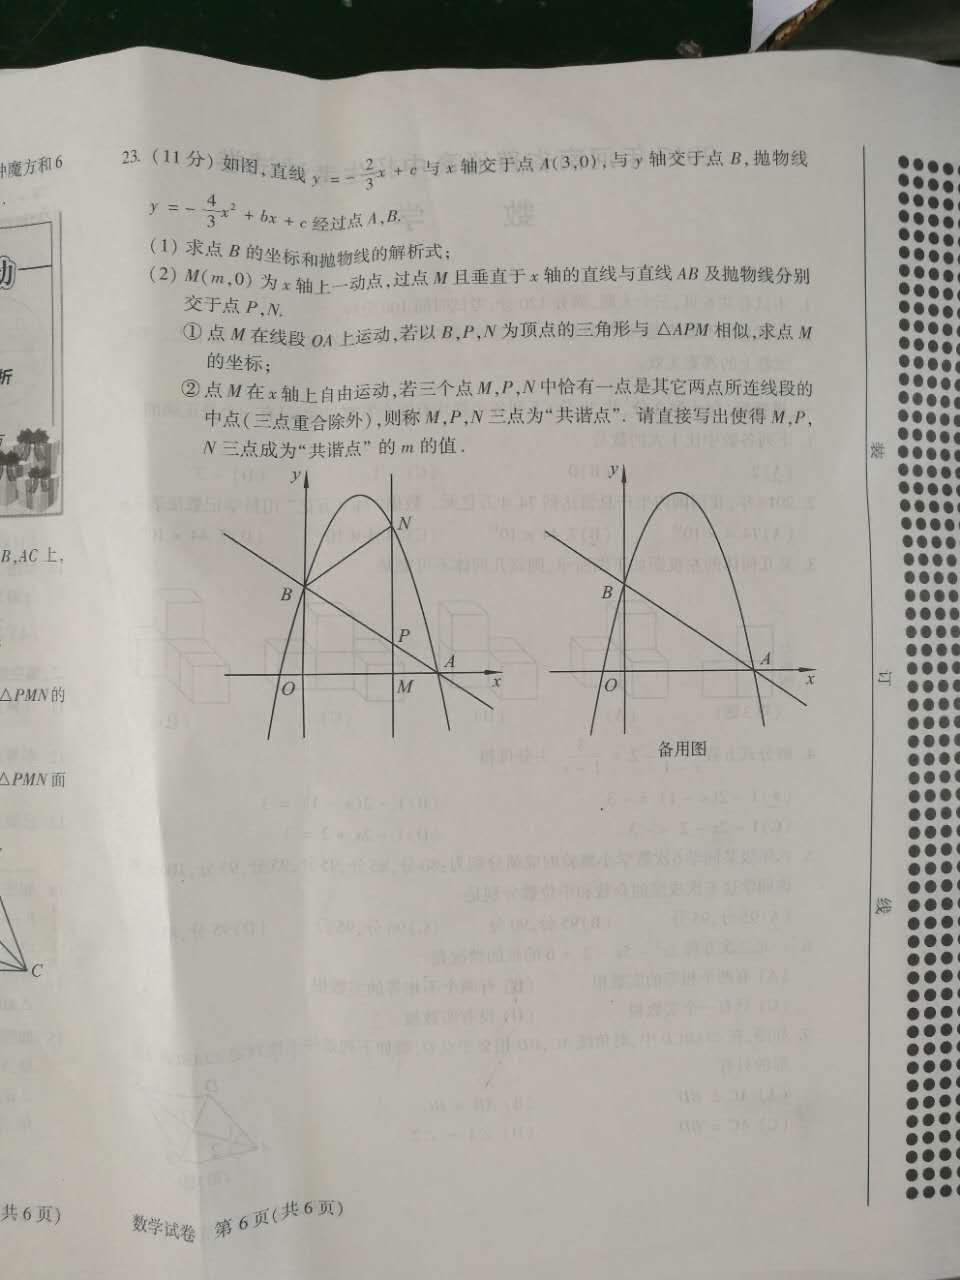 种魔方和6
23. (11分) 如图,直线 y = -2/3x + c 与 x 轴交于点 A(3,0),与 y 轴交于点 B,抛物线
y = -4/3x² + bx + c 经过点 A,B.
(1) 求点 B 的坐标和抛物线的解析式;
(2) M(m,0) 为 x 轴上一动点,过点 M 且垂直于 x 轴的直线与直线 AB 及抛物线分别
交于点 P,N.
① 点 M 在线段 OA 上运动,若以 B,P,N 为顶点的三角形与 △APM 相似,求点 M
的坐标;
② 点 M 在 x 轴上自由运动,若三个点 M,P,N 中恰有一点是其它两点所连线段的
中点(三点重合除外),则称 M,P,N 三点为“共谐点”. 请直接写出使得 M,P,
N 三点成为“共谐点”的 m 的值.
y
N
B
P
A
O
M
x
y
B
A
O
x
备用图
动
折
B,AC 上,
△PMN的
△PMN 面
C
共6页)
数学试卷 第6页(共6页)
装
订
线